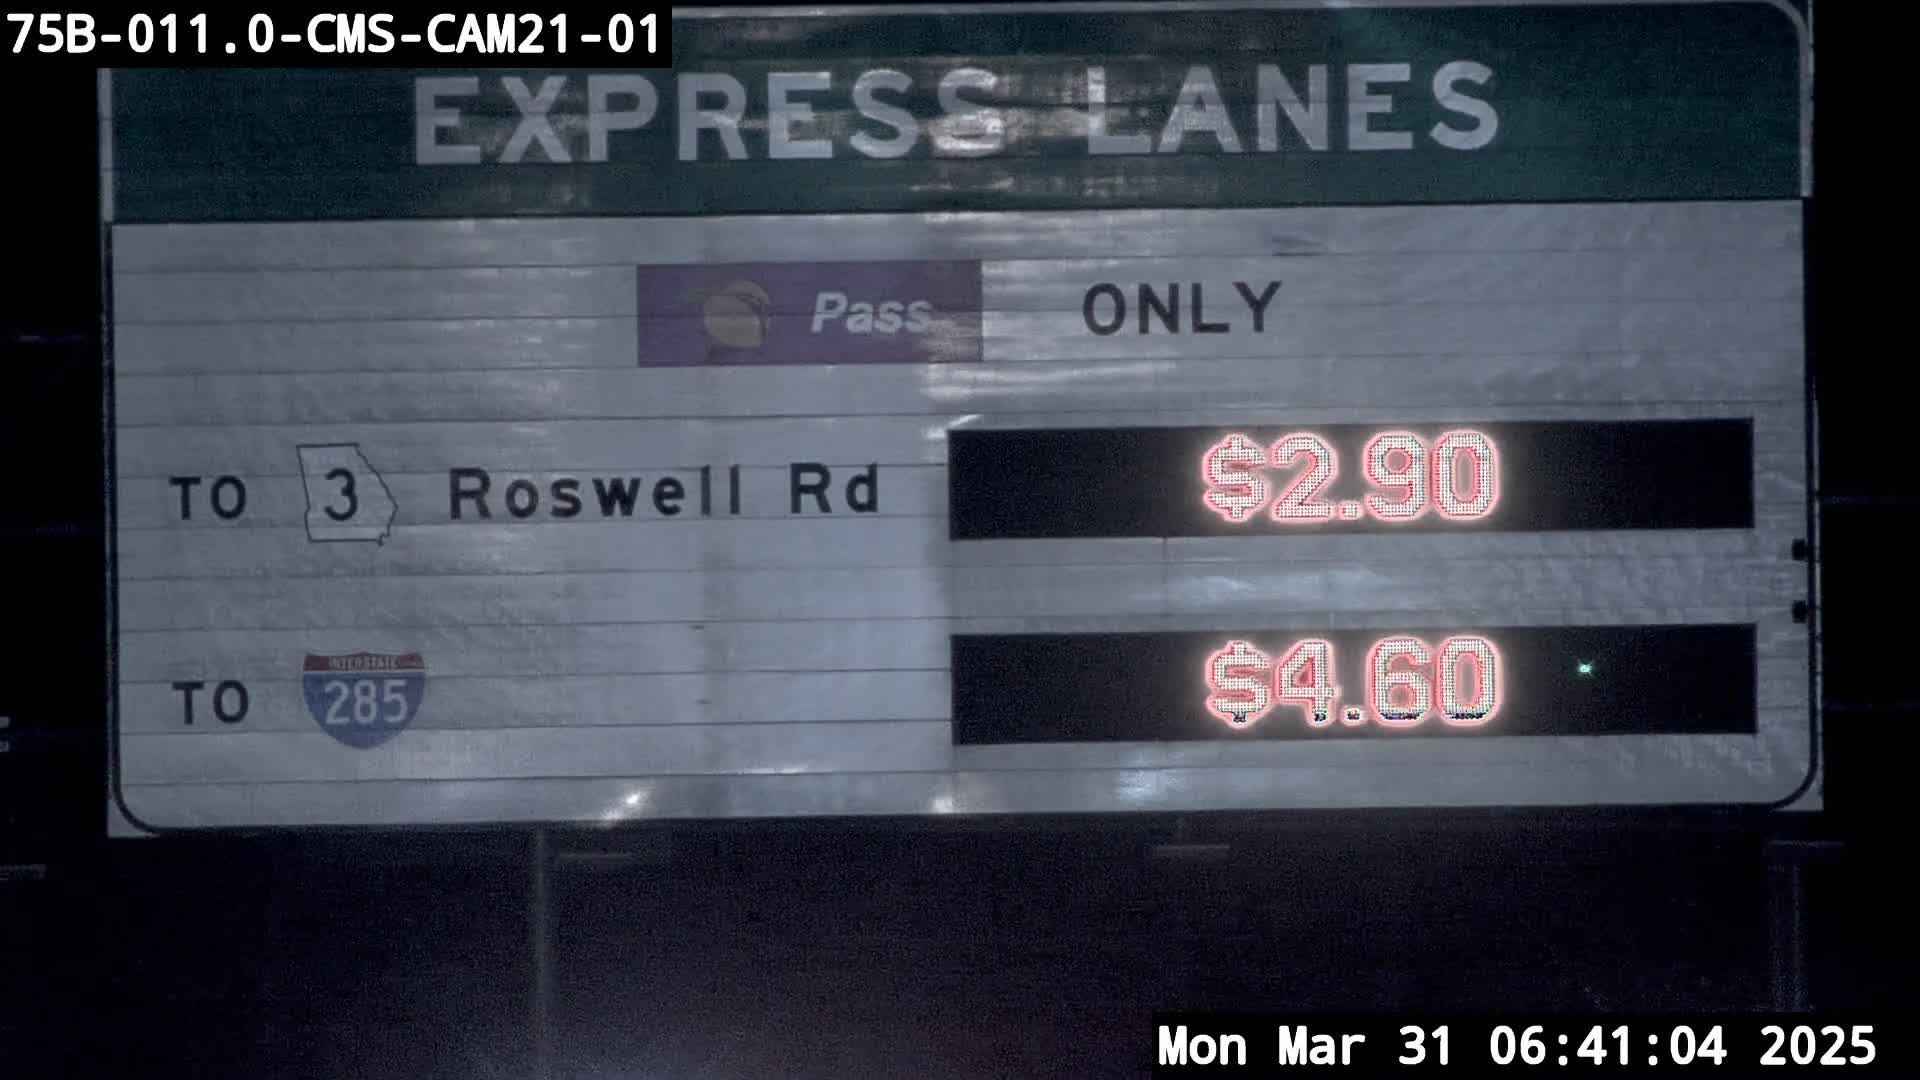 75B-011.0-CMS-CAM21-01
EXPRESS LANES
Pass ONLY
TO 3 Roswell Rd $2.90
INTERSTATE
TO 285 $4.60
Mon Mar 31 06:41:04 2025